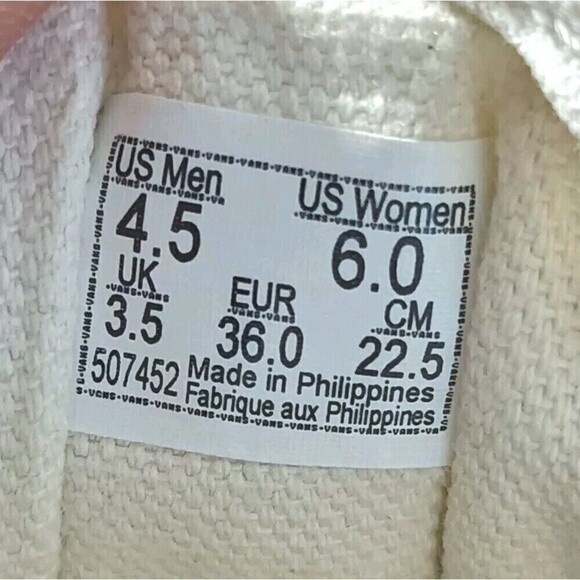 US Men US Women
4.5 6.0
UK EUR CM
3.5 36.0 22.5
507452 Made in Philippines
Fabrique aux Philippines